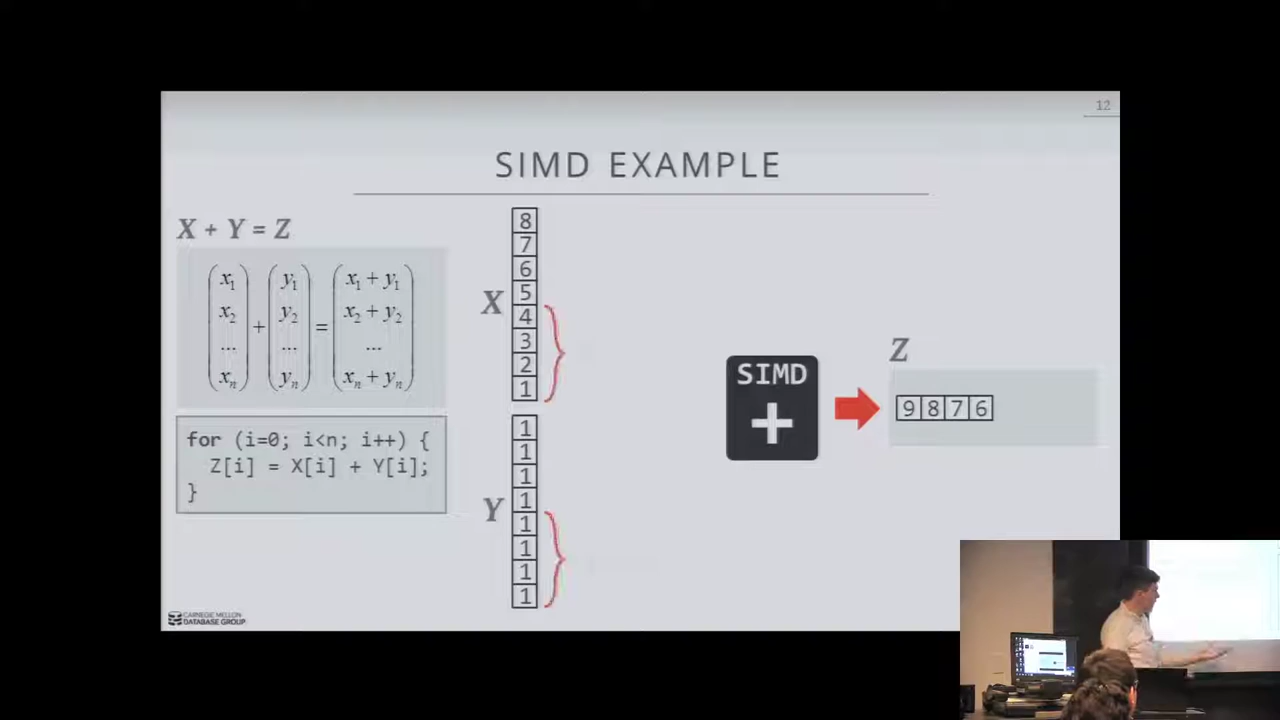 12
SIMD EXAMPLE
X + Y = Z
x1 y1 x1 + y1
x2 + y2 = x2 + y2
... ... ...
xn yn xn + yn
for (i=0; i<n; i++) {
Z[i] = X[i] + Y[i];
}
X
8
7
6
5
4
3
2
1
Y
1
1
1
1
1
1
1
1
SIMD
+
Z
9 8 7 6
CARNEGIE MELLON
DATABASE GROUP